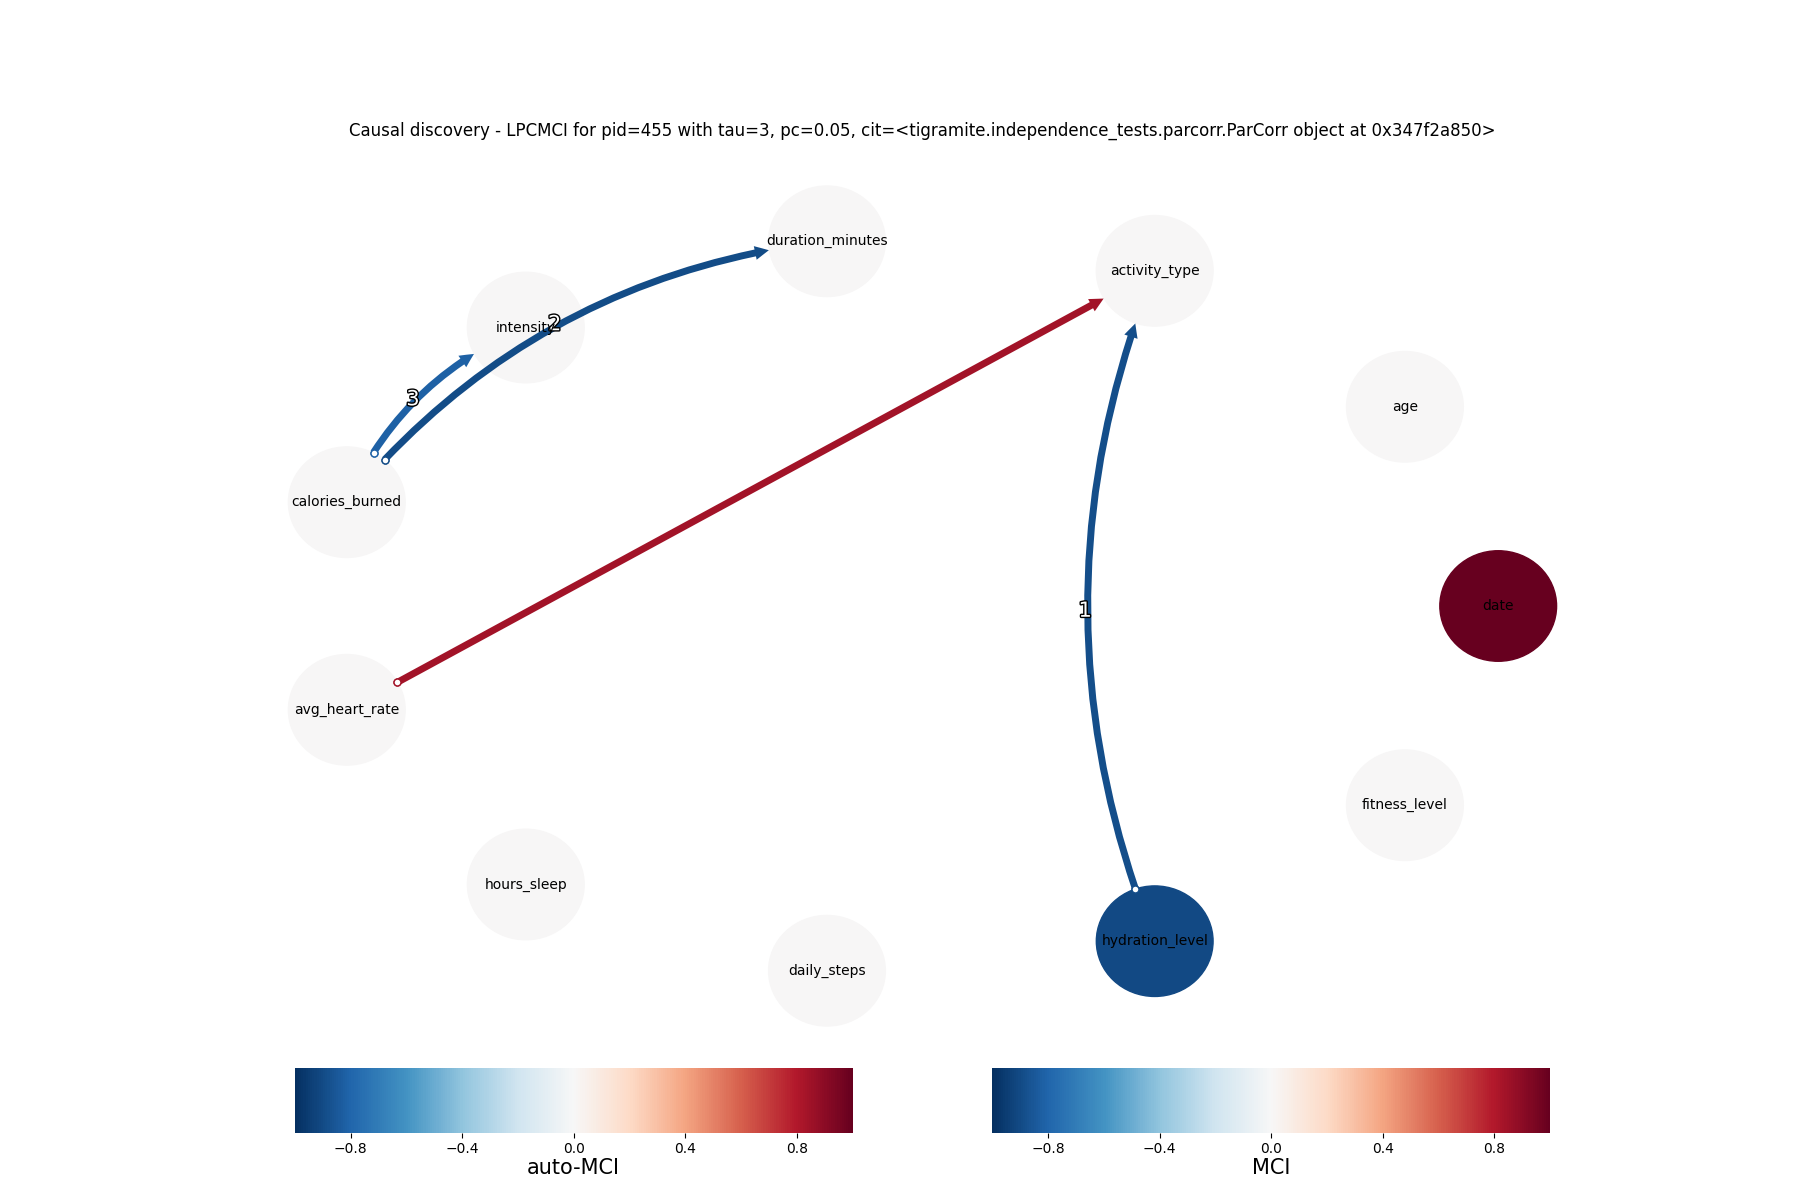 Causal discovery - LPCMCI for pid=455 with tau=3, pc=0.05, cit=<tigramite.independence_tests.parcorr.ParCorr object at 0x347f2a850>
duration_minutes
activity_type
intensity
2
3
age
calories_burned
date
1
avg_heart_rate
fitness_level
hours_sleep
hydration_level
daily_steps
−0.8 −0.4 0.0 0.4 0.8
auto-MCI
−0.8 −0.4 0.0 0.4 0.8
MCI